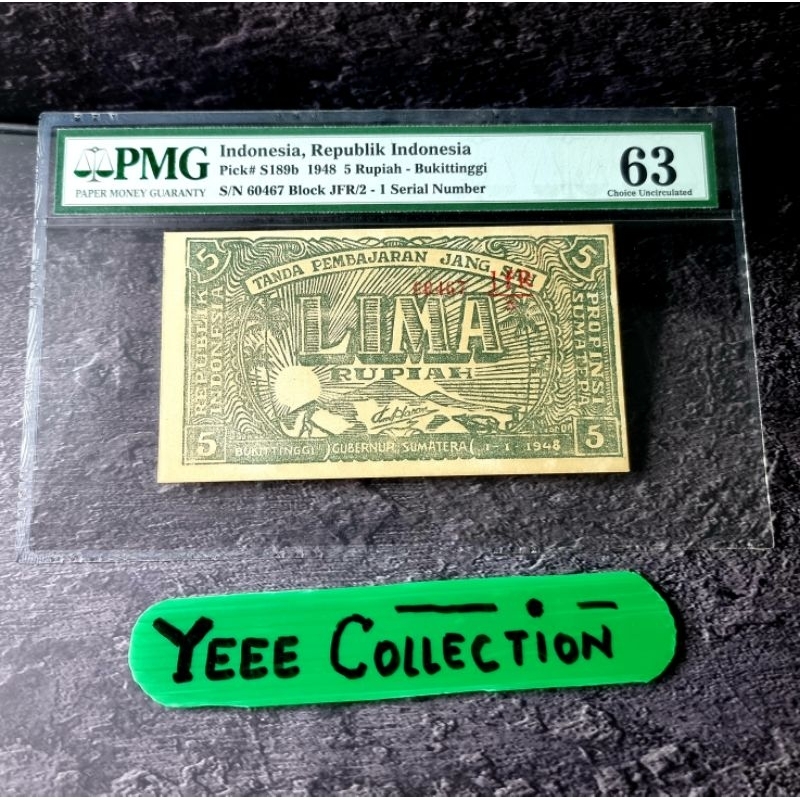 PMG
PAPER MONEY GUARANTY
Indonesia, Republik Indonesia
Pick# S189b 1948 5 Rupiah - Bukittinggi
S/N 60467 Block JFR/2 - 1 Serial Number
63
Choice Uncirculated
5
5
TANDA PEMBAJARAN JANG SAH
60467
REPUBLIK
INDONESIA
LIMA
RUPIAH
PROPINSI
SUMATERA
5
BUKITTINGGI
GUBERNUR SUMATERA
1-1-1948
5
YEEE COLLECTION